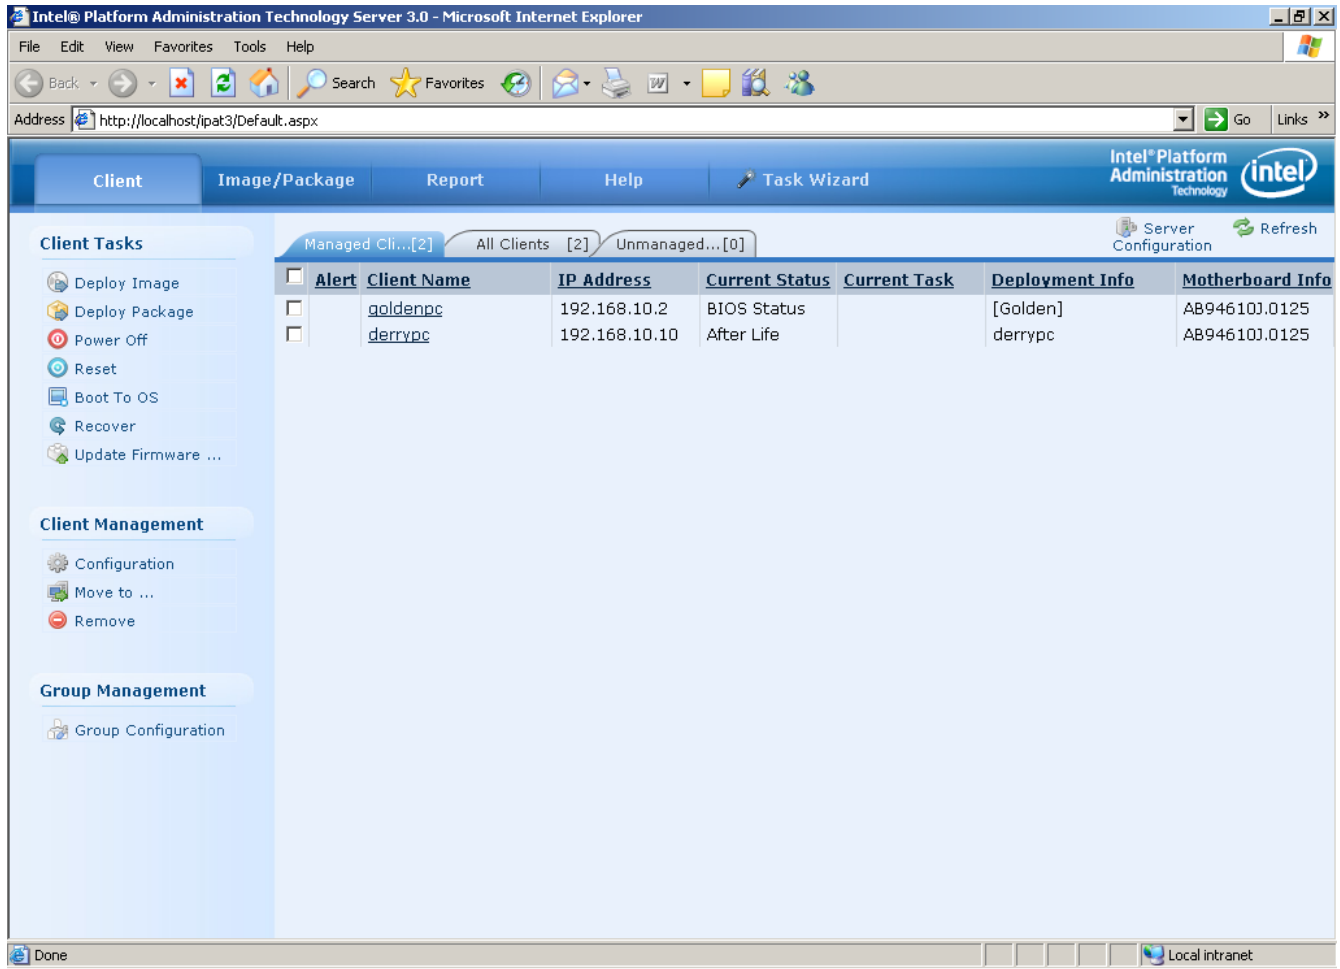 Intel® Platform Administration Technology Server 3.0 - Microsoft Internet Explorer
File Edit View Favorites Tools Help
Back Search Favorites
Address http://localhost/ipat3/Default.aspx Go Links »
Client Image/Package Report Help Task Wizard
Intel® Platform
Administration
Technology
intel
Server
Configuration
Refresh
Client Tasks
Deploy Image
Deploy Package
Power Off
Reset
Boot To OS
Recover
Update Firmware ...
Client Management
Configuration
Move to ...
Remove
Group Management
Group Configuration
Managed Cli...[2] All Clients [2] Unmanaged...[0]
Alert Client Name IP Address Current Status Current Task Deployment Info Motherboard Info
goldenpc 192.168.10.2 BIOS Status [Golden] AB94610J.0125
derrypc 192.168.10.10 After Life derrypc AB94610J.0125
Done Local intranet